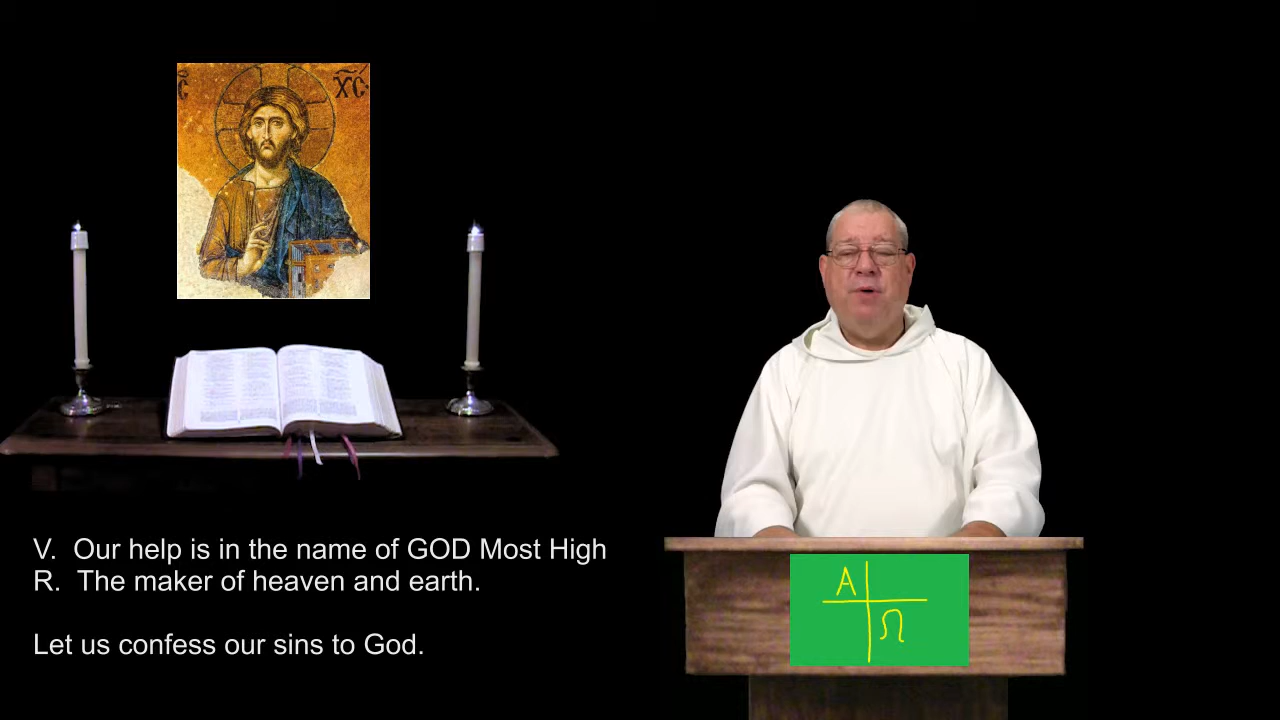 C
X̃C
V. Our help is in the name of GOD Most High
R. The maker of heaven and earth.
Let us confess our sins to God.
A
Ω